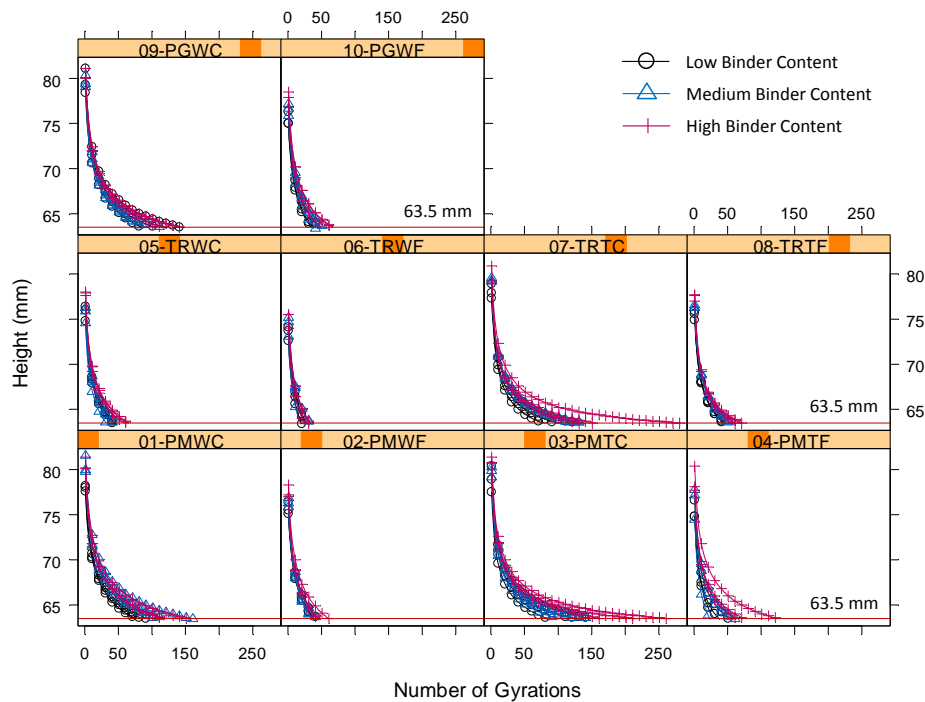 0 50 150 250
09-PGWC 10-PGWF
80
75
70
65
63.5 mm
Low Binder Content
Medium Binder Content
High Binder Content
0 50 150 250
05-TRWC 06-TRWF 07-TRTC 08-TRTF
80
75
70
65
63.5 mm
01-PMWC 02-PMWF 03-PMTC 04-PMTF
80
75
70
65
63.5 mm
0 50 150 0 50 150 250
Height (mm)
Number of Gyrations